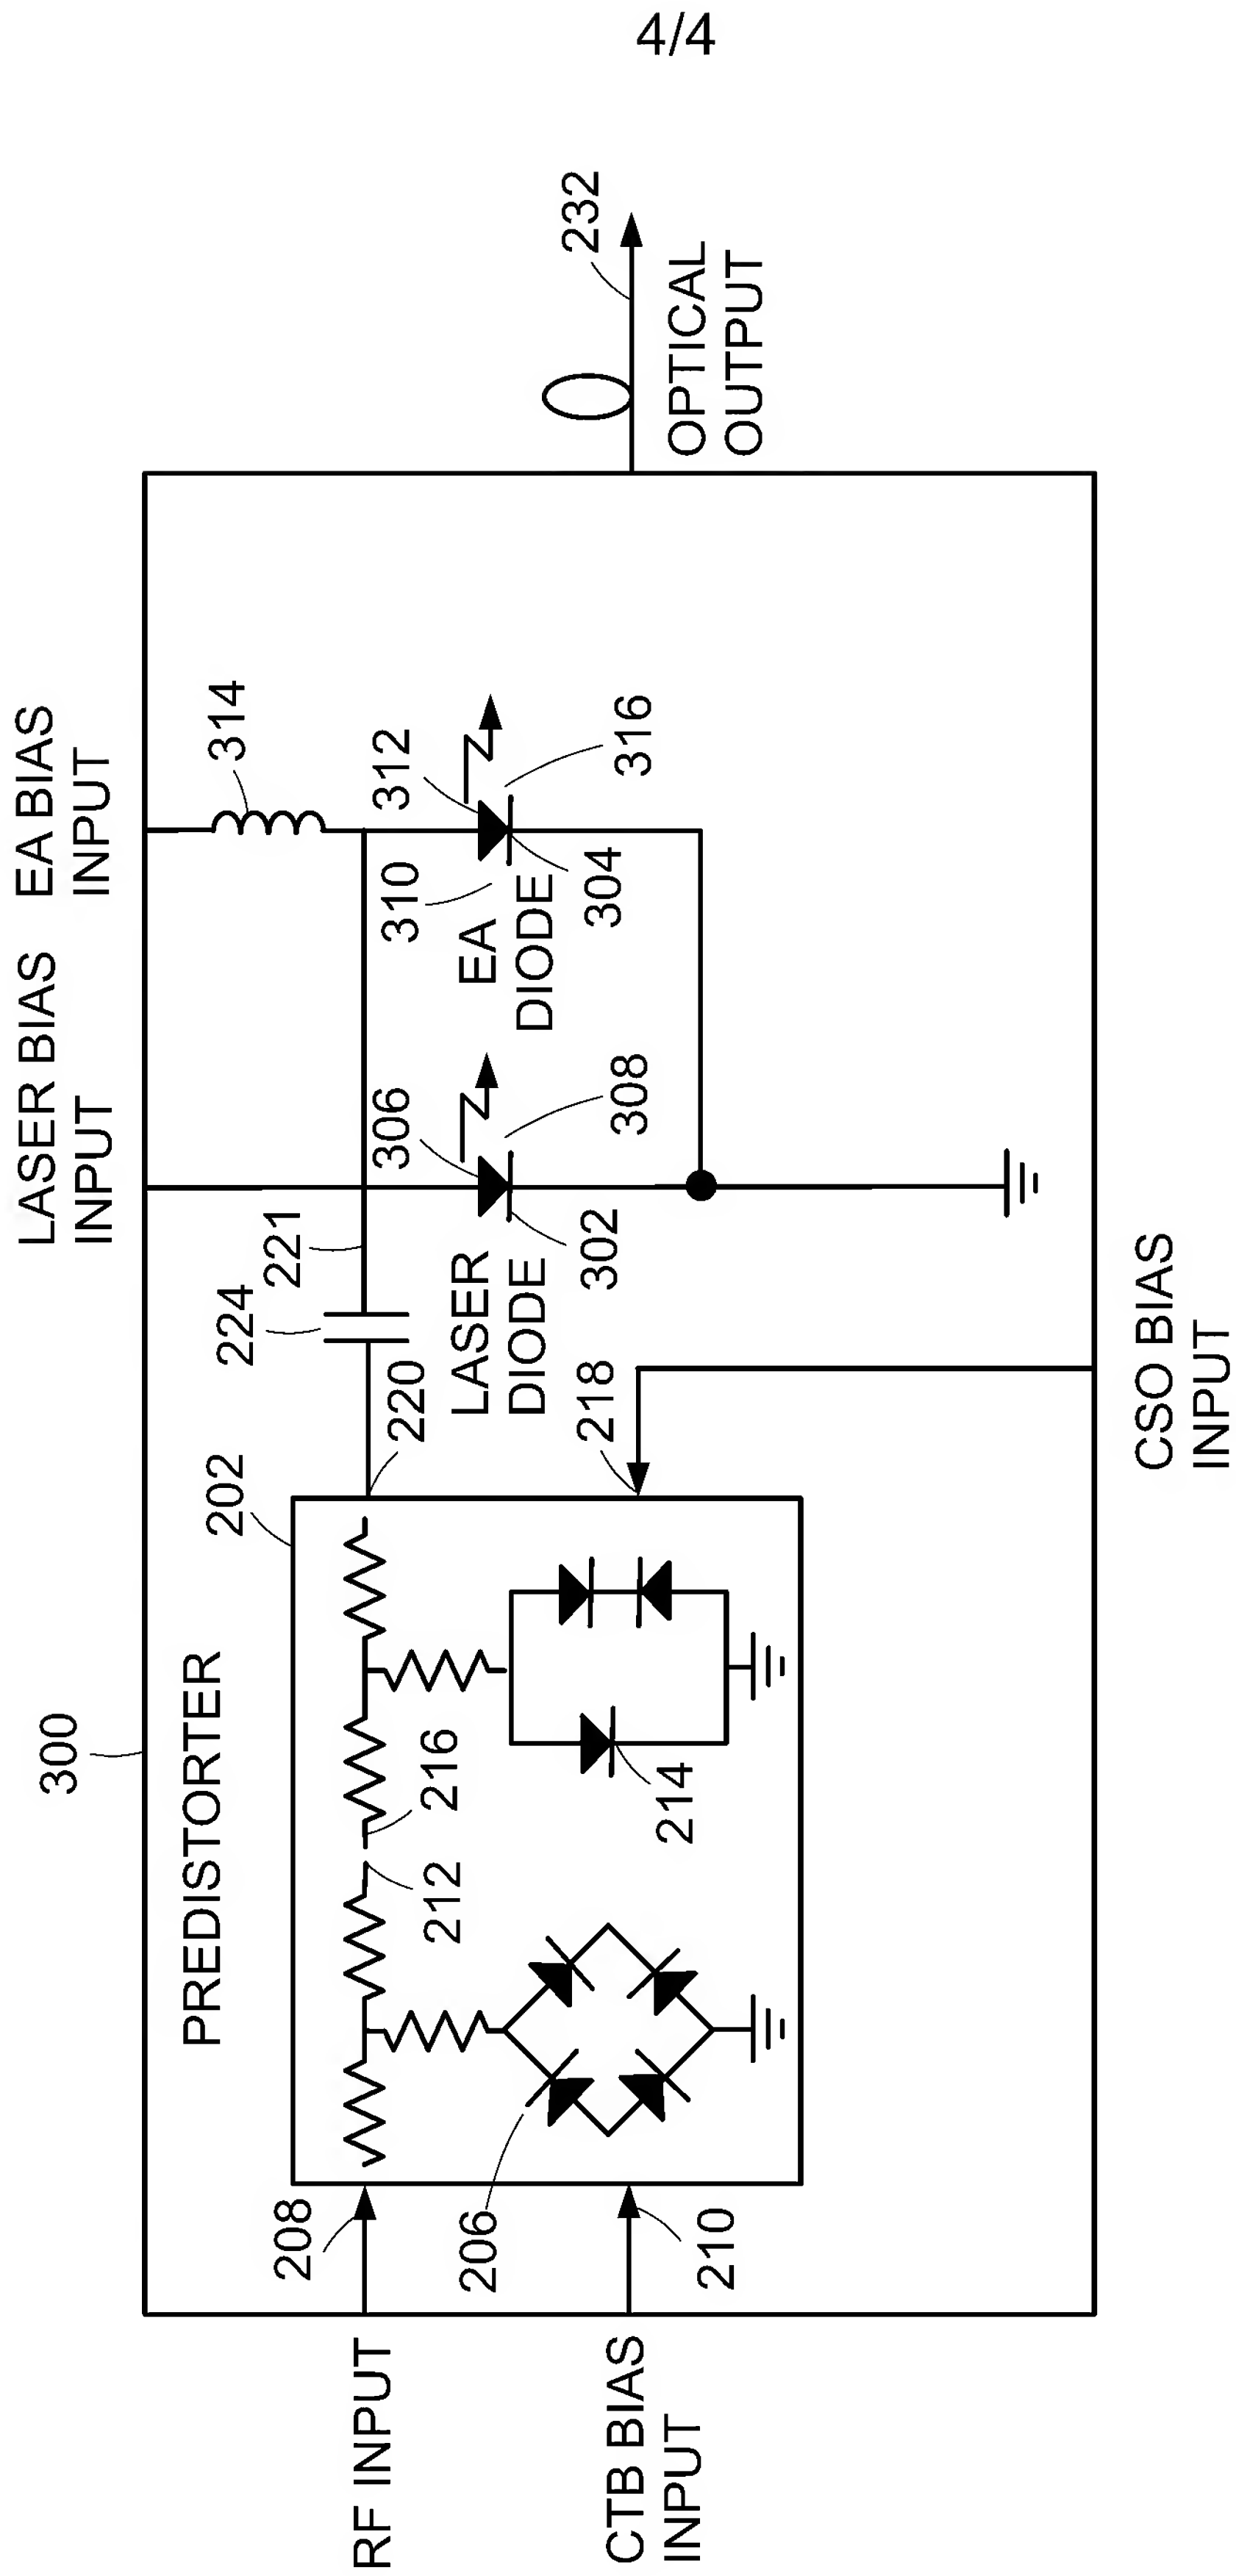 4/4
LASER BIAS
INPUT
EA BIAS
INPUT
300
PREDISTORTER
202
224
221
314
RF INPUT
208
212
216
220
306
310
312
232
206
LASER
DIODE
EA
DIODE
CTB BIAS
INPUT
210
214
218
302
308
304
316
OPTICAL
OUTPUT
CSO BIAS
INPUT